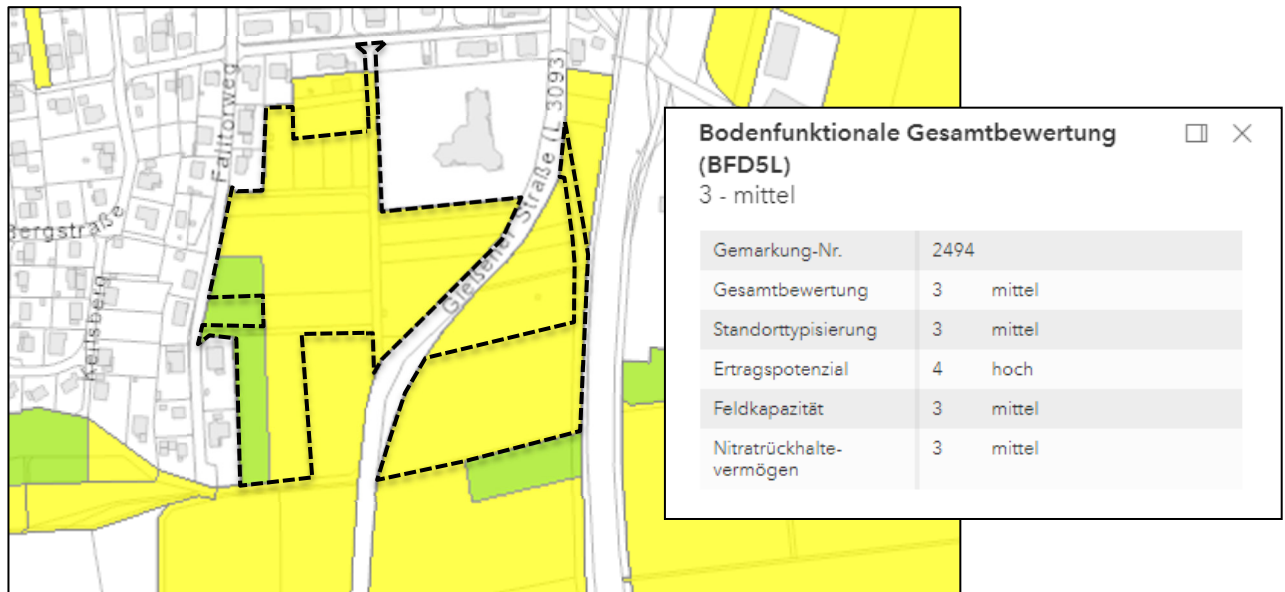 Falltorweg
Bergstraße
Keilsberg
Gießener Straße (L 3093)
Bodenfunktionale Gesamtbewertung
(BFD5L)
3 - mittel
Gemarkung-Nr. 2494
Gesamtbewertung 3 mittel
Standorttypisierung 3 mittel
Ertragspotenzial 4 hoch
Feldkapazität 3 mittel
Nitratrückhalte-
vermögen 3 mittel